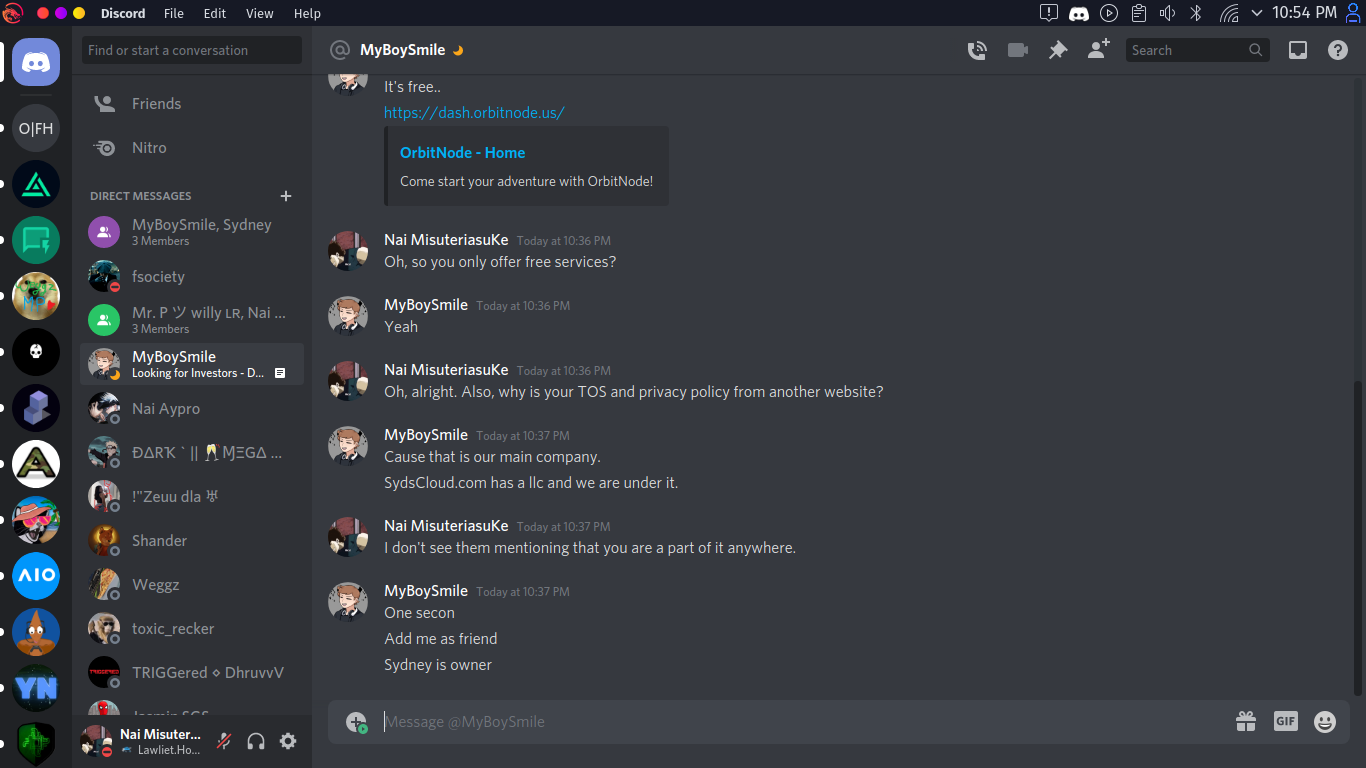 Discord File Edit View Help
10:54 PM
Find or start a conversation
MyBoySmile
Search
O|FH
Friends
Nitro
DIRECT MESSAGES
MyBoySmile, Sydney
3 Members
fsociety
Mr. P ツ willy ʟʀ, Nai ...
3 Members
MyBoySmile
Looking for Investors - D...
Nai Aypro
!"Zeuu dla ♅
Shander
Weggz
toxic_recker
TRIGGered ⋄ DhruvvV
AIO
YN
Nai Misuter...
Lawliet.Ho...
It's free..
https://dash.orbitnode.us/
OrbitNode - Home
Come start your adventure with OrbitNode!
Nai MisuteriasuKe Today at 10:36 PM
Oh, so you only offer free services?
MyBoySmile Today at 10:36 PM
Yeah
Nai MisuteriasuKe Today at 10:36 PM
Oh, alright. Also, why is your TOS and privacy policy from another website?
MyBoySmile Today at 10:37 PM
Cause that is our main company.
SydsCloud.com has a llc and we are under it.
Nai MisuteriasuKe Today at 10:37 PM
I don't see them mentioning that you are a part of it anywhere.
MyBoySmile Today at 10:37 PM
One secon
Add me as friend
Sydney is owner
Message @MyBoySmile
GIF